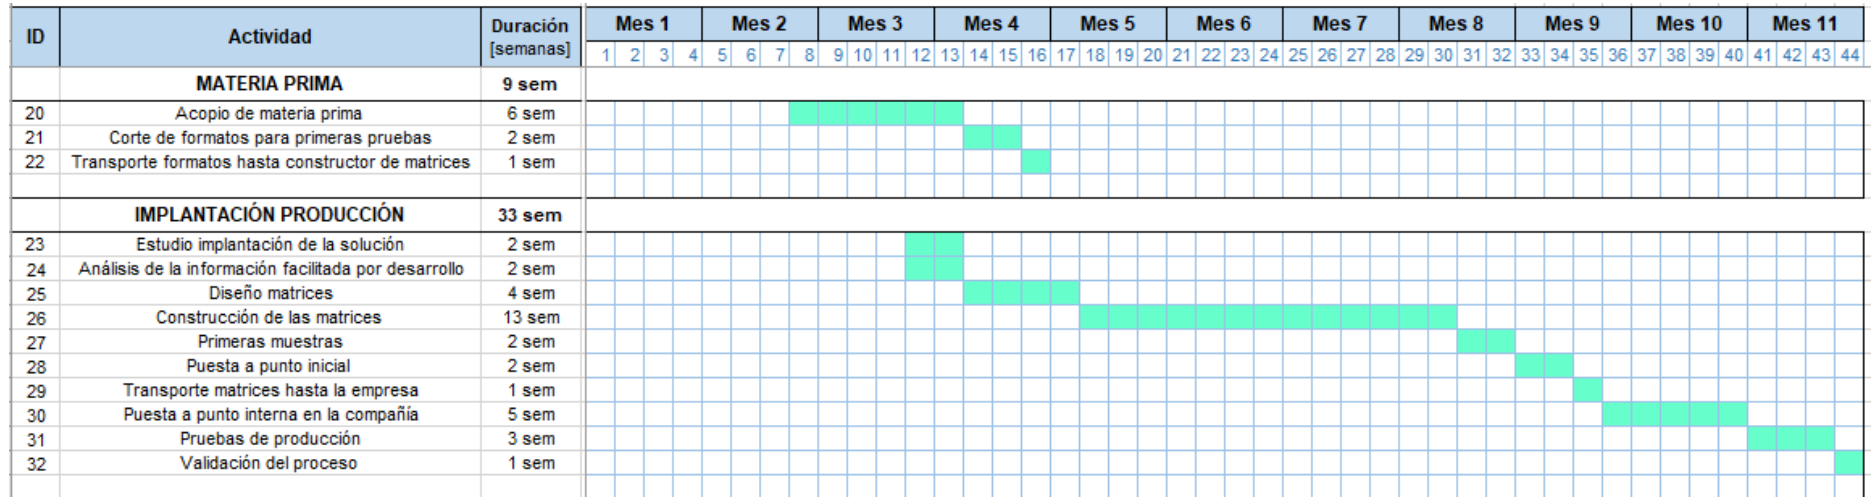 ID Actividad Duración [semanas] Mes 1 Mes 2 Mes 3 Mes 4 Mes 5 Mes 6 Mes 7 Mes 8 Mes 9 Mes 10 Mes 11
1 2 3 4 5 6 7 8 9 10 11 12 13 14 15 16 17 18 19 20 21 22 23 24 25 26 27 28 29 30 31 32 33 34 35 36 37 38 39 40 41 42 43 44
MATERIA PRIMA 9 sem
20 Acopio de materia prima 6 sem
21 Corte de formatos para primeras pruebas 2 sem
22 Transporte formatos hasta constructor de matrices 1 sem
IMPLANTACIÓN PRODUCCIÓN 33 sem
23 Estudio implantación de la solución 2 sem
24 Análisis de la información facilitada por desarrollo 2 sem
25 Diseño matrices 4 sem
26 Construcción de las matrices 13 sem
27 Primeras muestras 2 sem
28 Puesta a punto inicial 2 sem
29 Transporte matrices hasta la empresa 1 sem
30 Puesta a punto interna en la compañía 5 sem
31 Pruebas de producción 3 sem
32 Validación del proceso 1 sem